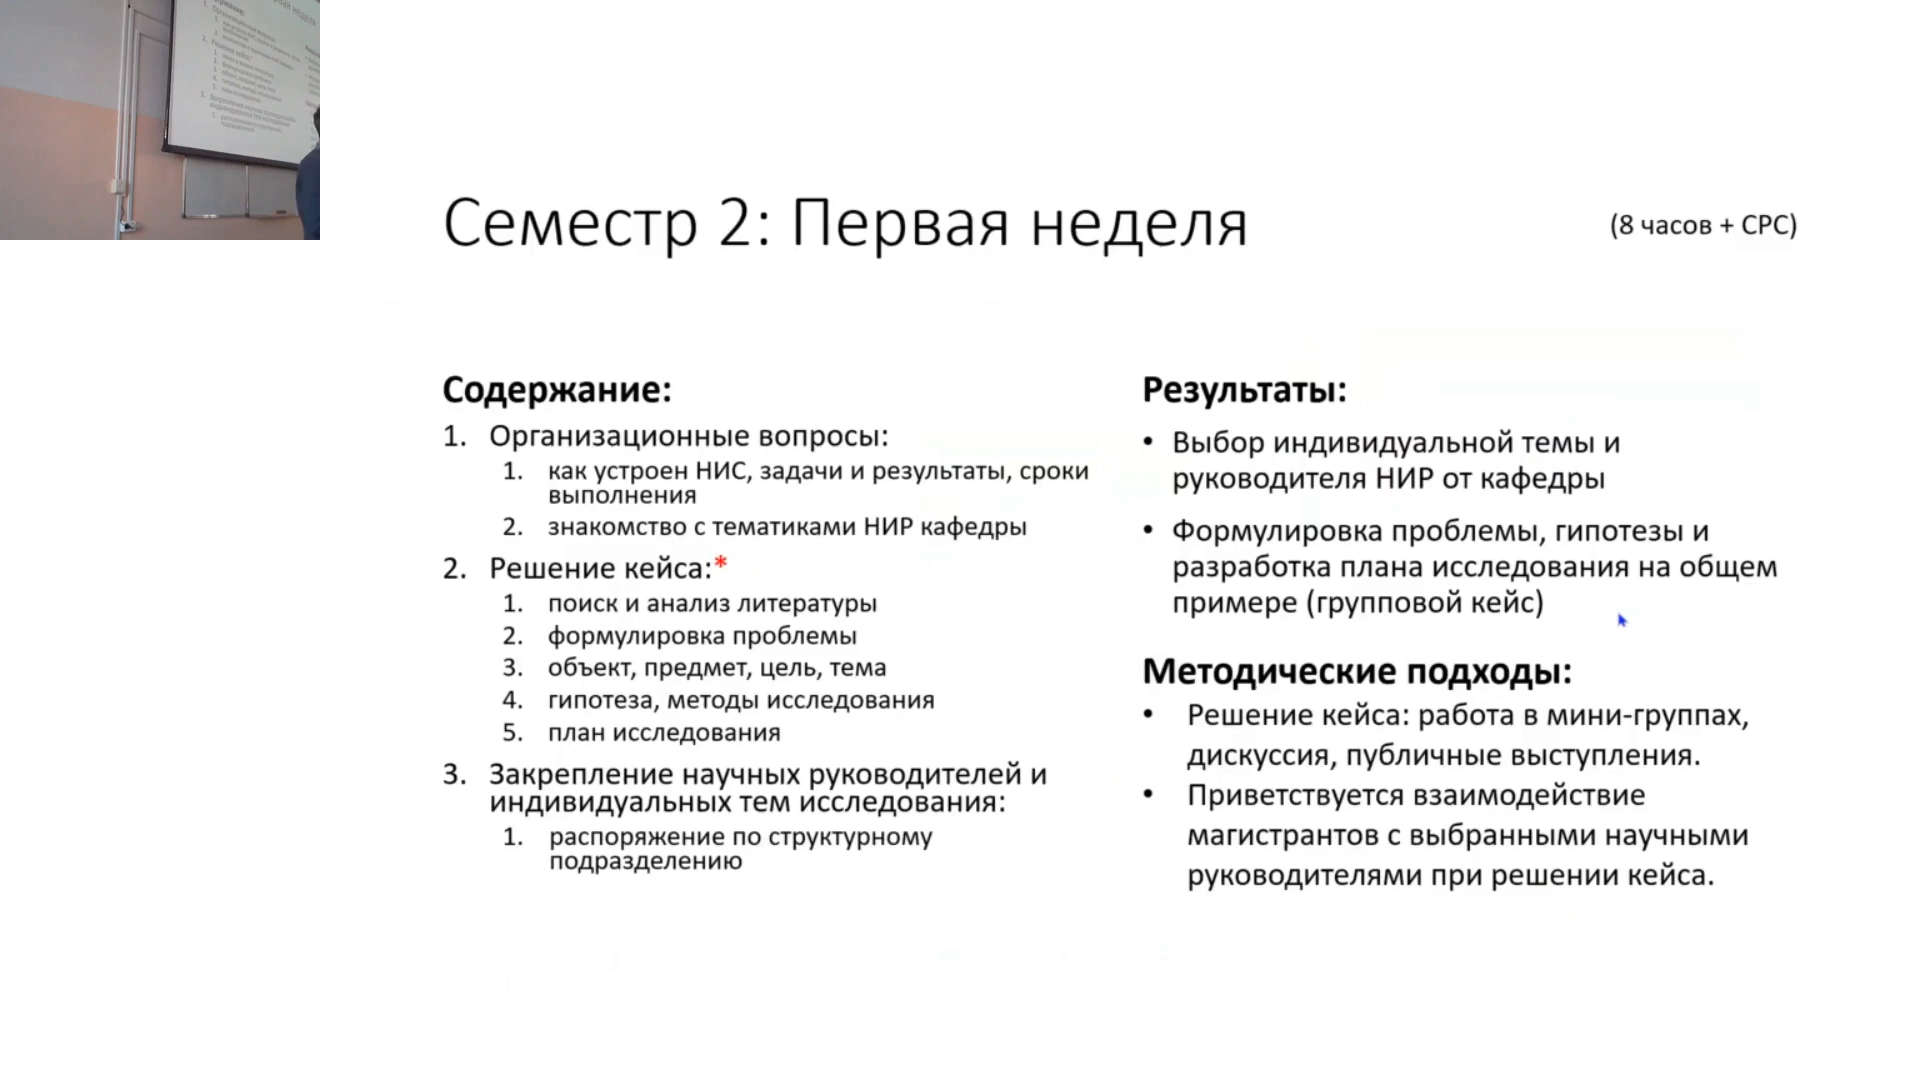 Семестр 2: Первая неделя
(8 часов + СРС)
Содержание:
1. Организационные вопросы:
1. как устроен НИС, задачи и результаты, сроки
выполнения
2. знакомство с тематиками НИР кафедры
2. Решение кейса:*
1. поиск и анализ литературы
2. формулировка проблемы
3. объект, предмет, цель, тема
4. гипотеза, методы исследования
5. план исследования
3. Закрепление научных руководителей и
индивидуальных тем исследования:
1. распоряжение по структурному
подразделению
Результаты:
• Выбор индивидуальной темы и
руководителя НИР от кафедры
• Формулировка проблемы, гипотезы и
разработка плана исследования на общем
примере (групповой кейс)
Методические подходы:
• Решение кейса: работа в мини-группах,
дискуссия, публичные выступления.
• Приветствуется взаимодействие
магистрантов с выбранными научными
руководителями при решении кейса.